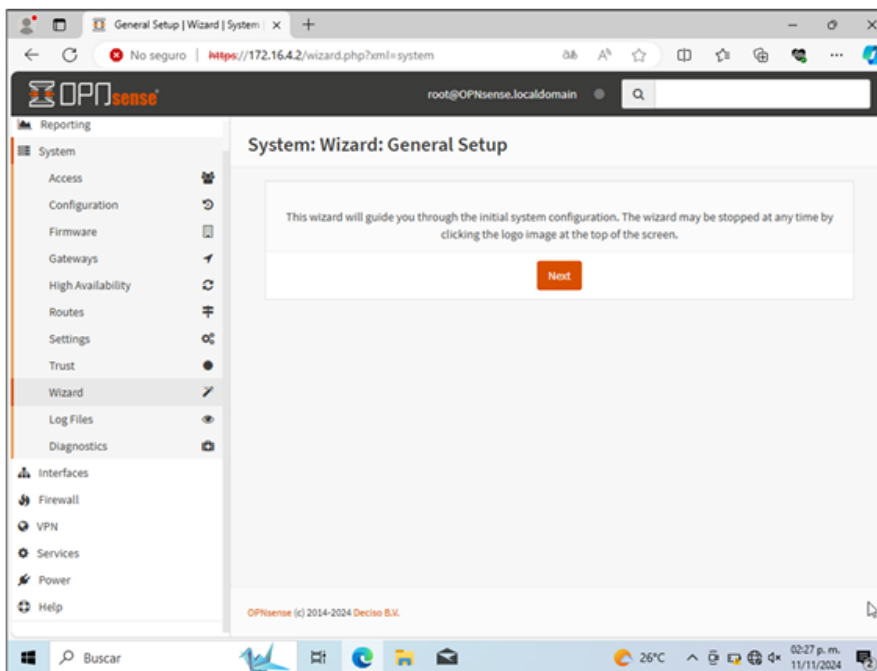 General Setup | Wizard | System |
No seguro | https://172.16.4.2/wizard.php?xml=system
OPNsense
root@OPNsense.localdomain
Reporting
System
Access
Configuration
Firmware
Gateways
High Availability
Routes
Settings
Trust
Wizard
Log Files
Diagnostics
Interfaces
Firewall
VPN
Services
Power
Help
System: Wizard: General Setup
This wizard will guide you through the initial system configuration. The wizard may be stopped at any time by
clicking the logo image at the top of the screen.
Next
OPNsense (c) 2014-2024 Deciso B.V.
Buscar
26°C
02:27 p. m.
11/11/2024
2